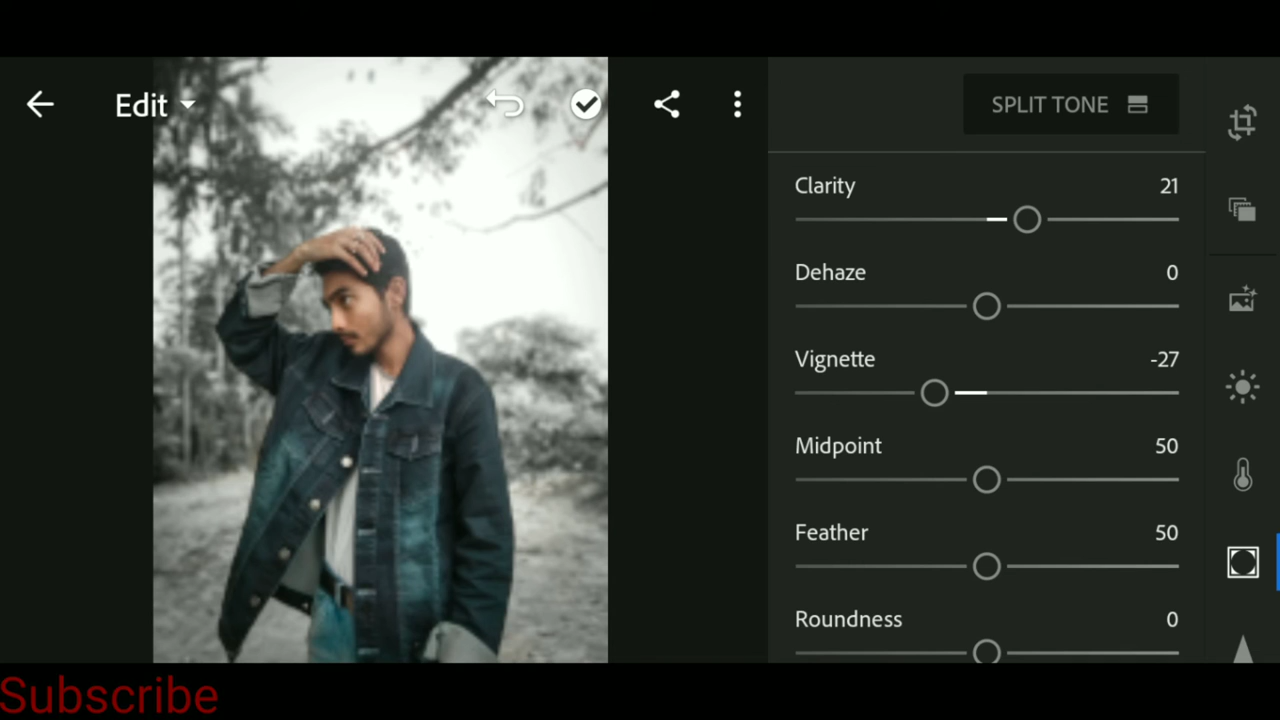 Edit
SPLIT TONE
Clarity 21
Dehaze 0
Vignette -27
Midpoint 50
Feather 50
Roundness 0
Subscribe